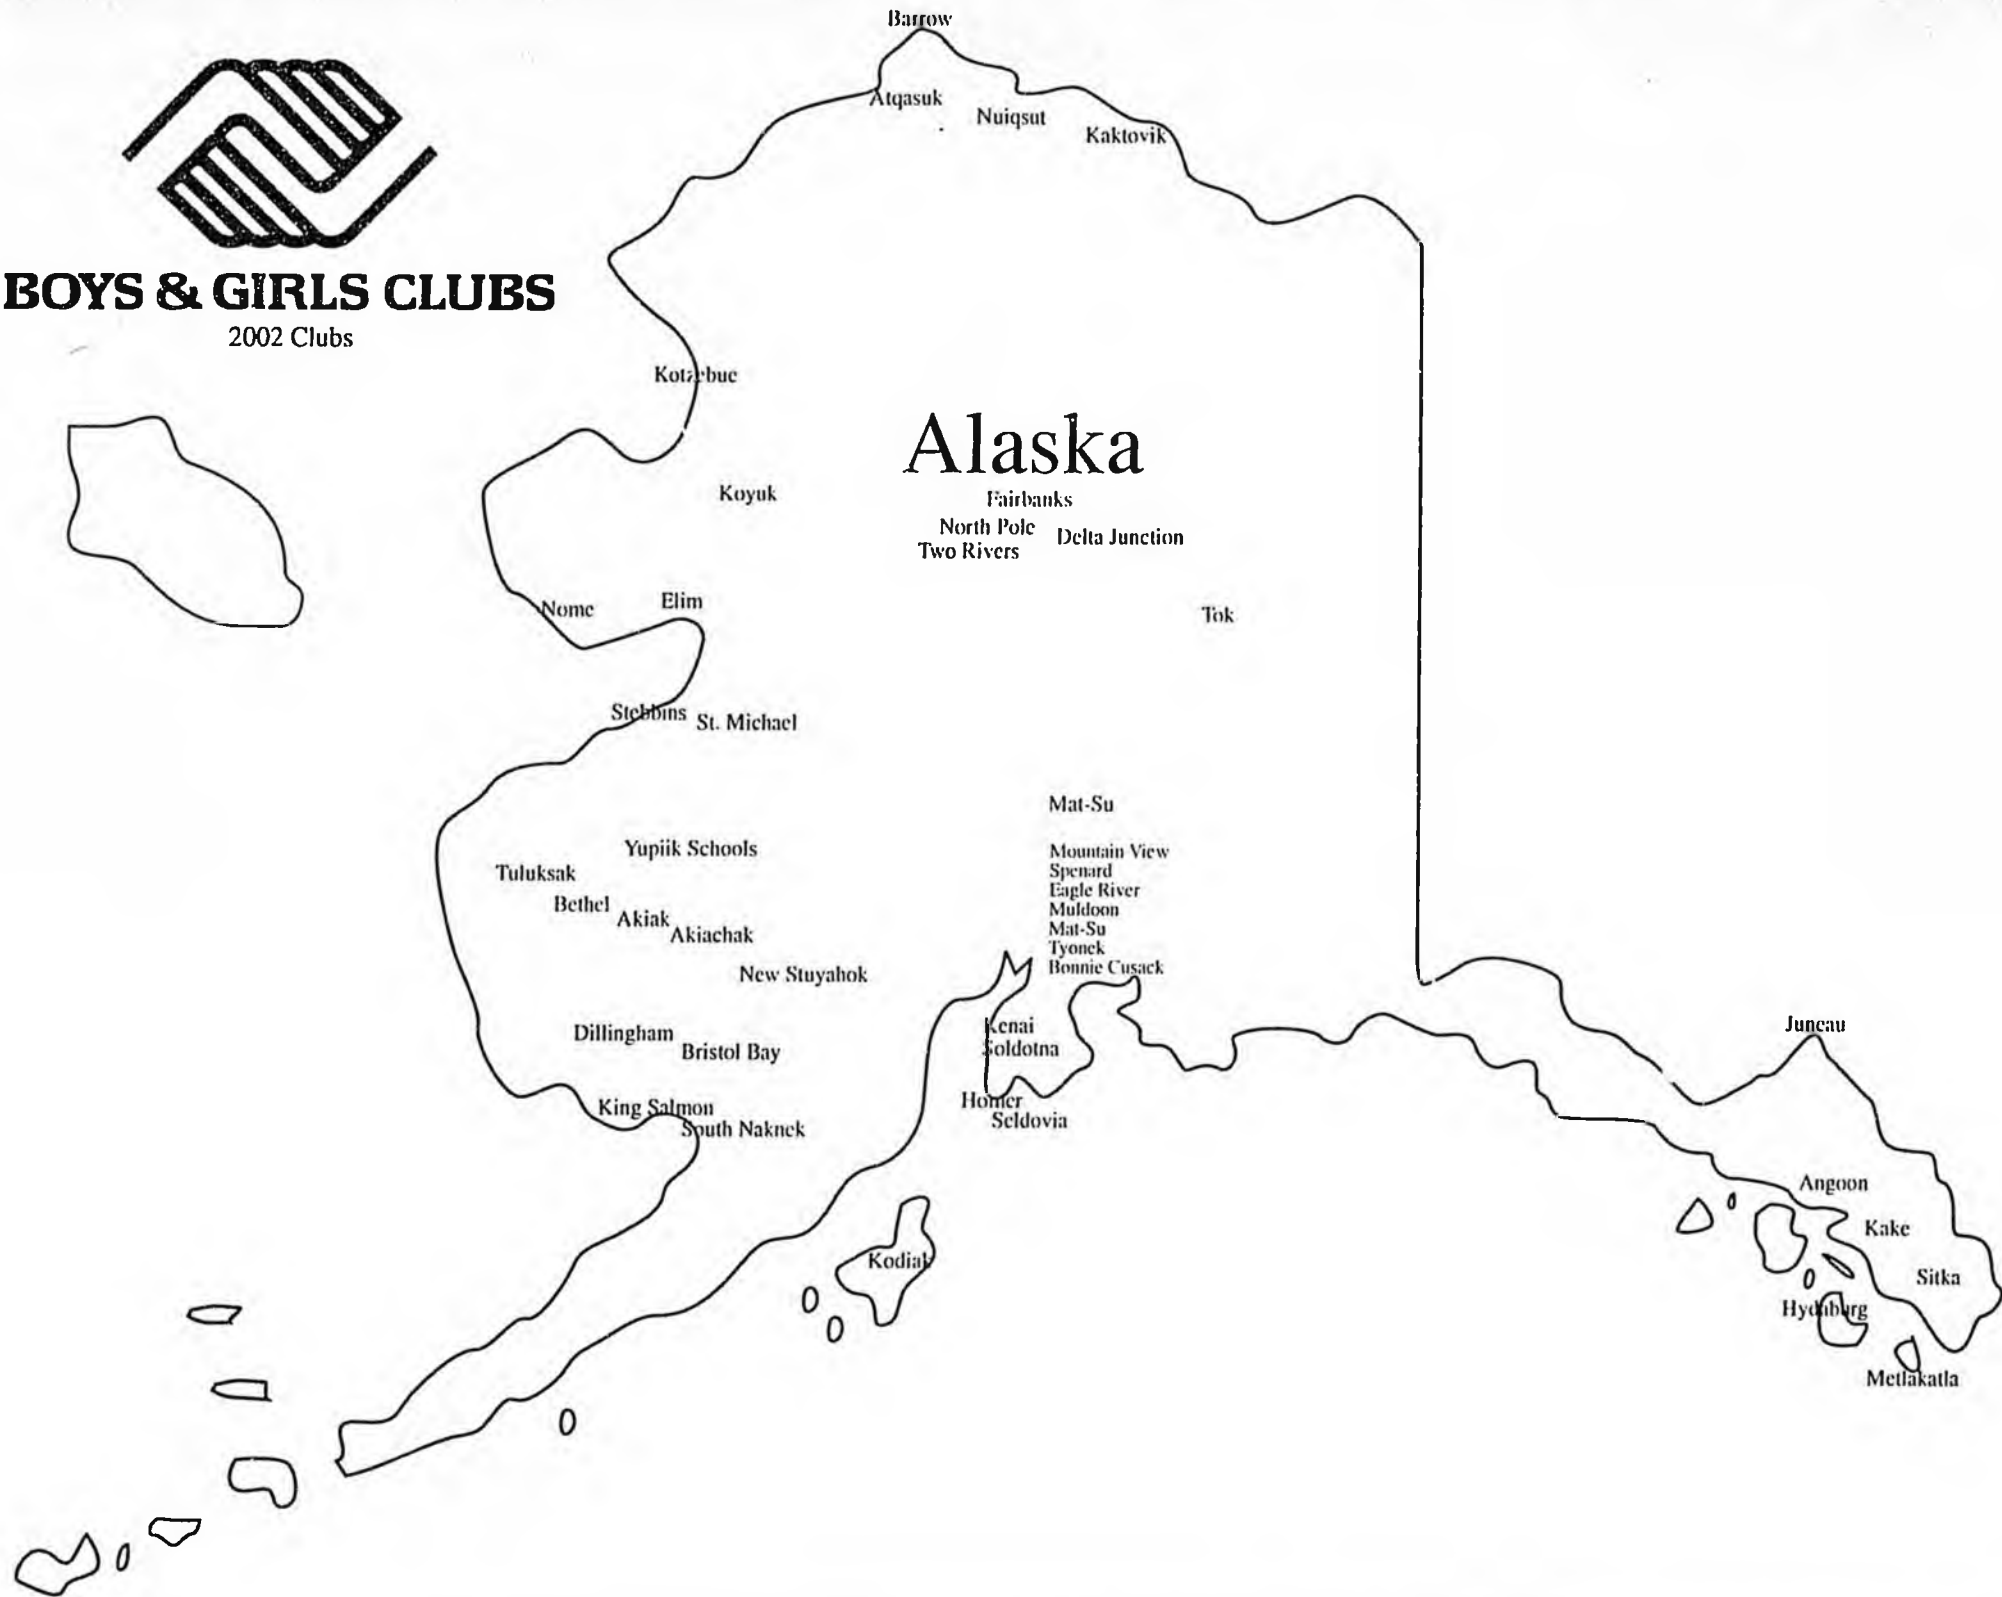 Barrow
Atqasuk
Nuiqsut
Kaktovik
BOYS & GIRLS CLUBS
2002 Clubs
Kotzebue
Alaska
Koyuk
Fairbanks
North Pole
Delta Junction
Two Rivers
Nome
Elim
Tok
Stebbins
St. Michael
Mat-Su
Yupiik Schools
Mountain View
Tuluksak
Spenard
Eagle River
Bethel
Muldoon
Akiak
Mat-Su
Akiachak
Tyonek
Bonnie Cusack
New Stuyahok
Kenai
Juneau
Dillingham
Soldotna
Bristol Bay
Homer
King Salmon
Seldovia
South Naknek
Angoon
Kake
Kodiak
Sitka
Hydaburg
Metlakatla